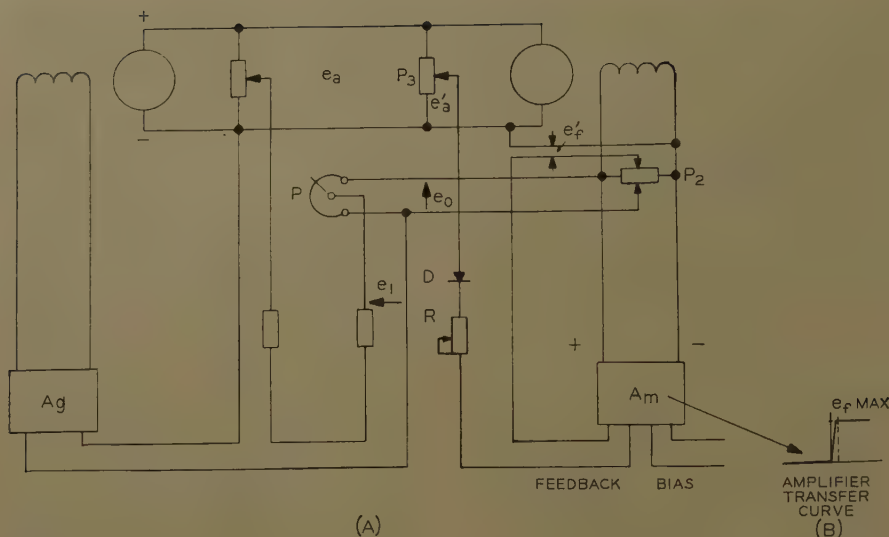 +
e_a
P_3
e'_a
−
e'_f
P
e_0
P_2
D
e_1
R
+
−
Ag
A_m
e_f MAX
FEEDBACK
BIAS
AMPLIFIER
TRANSFER
CURVE
(A)
(B)